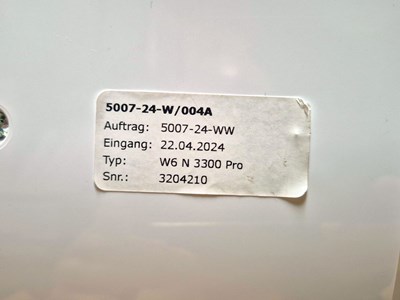 5007-24-W/004A
Auftrag: 5007-24-WW
Eingang: 22.04.2024
Typ: W6 N 3300 Pro
Snr.: 3204210